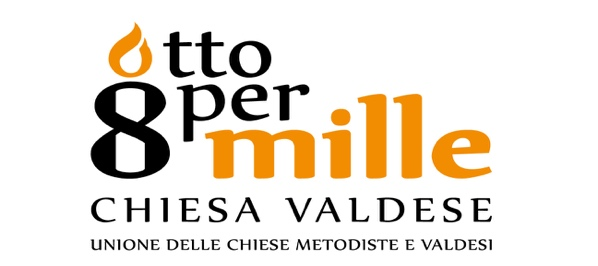 otto
8 per
mille
CHIESA VALDESE
UNIONE DELLE CHIESE METODISTE E VALDESI